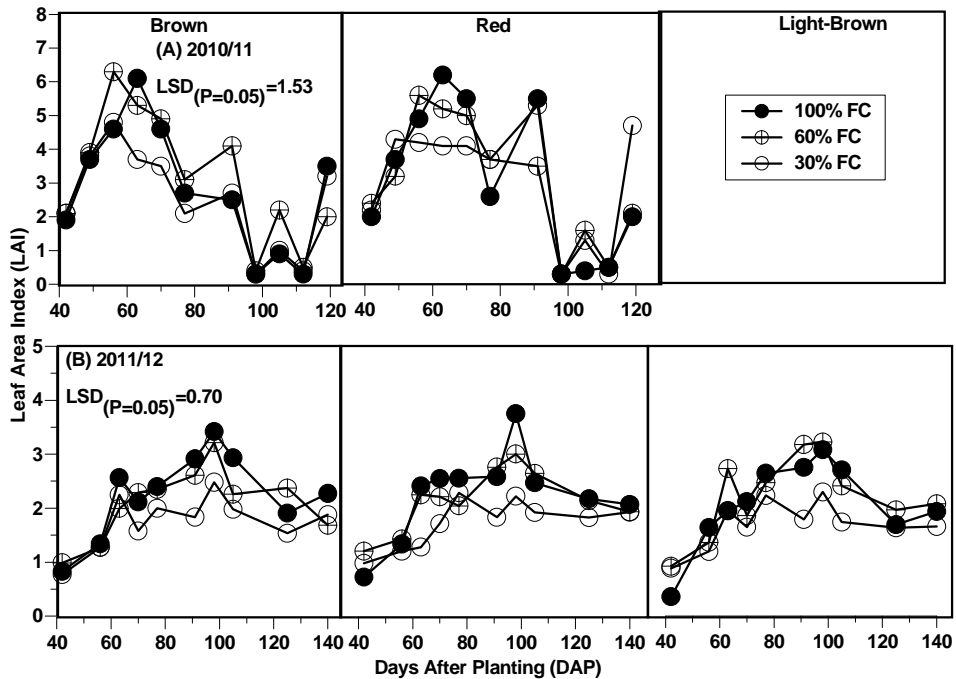 Brown
Red
Light-Brown
(A) 2010/11
LSD(P=0.05)=1.53
100% FC
60% FC
30% FC
8
7
6
5
4
3
2
1
0
40 60 80 100 120
40 60 80 100 120
Leaf Area Index (LAI)
(B) 2011/12
LSD(P=0.05)=0.70
5
4
3
2
1
0
40 60 80 100 120 140
40 60 80 100 120 140
40 60 80 100 120 140
Days After Planting (DAP)